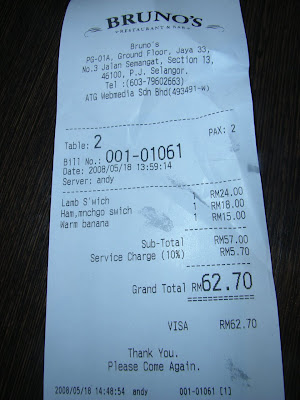 BRUNO'S
RESTAURANT & BAR
Bruno's
PG-01A, Ground Floor, Jaya 33,
No.3 Jalan Semangat, Section 13,
46100, P.J. Selangor,
Tel :(603-79602663)
ATG Webmedia Sdn Bhd(493491-w)
Table: 2 PAX: 2
Bill No.: 001-01061
Date: 2008/05/18 13:59:14
Server: andy
Lamb S'wich 1 RM24.00
Ham,mnchgo swich 1 RM18.00
Warm banana 1 RM15.00
Sub-Total RM57.00
Service Charge (10%) RM5.70
Grand Total RM62.70
VISA RM62.70
Thank You.
Please Come Again.
2008/05/18 14:48:54 andy 001-01061 [1]